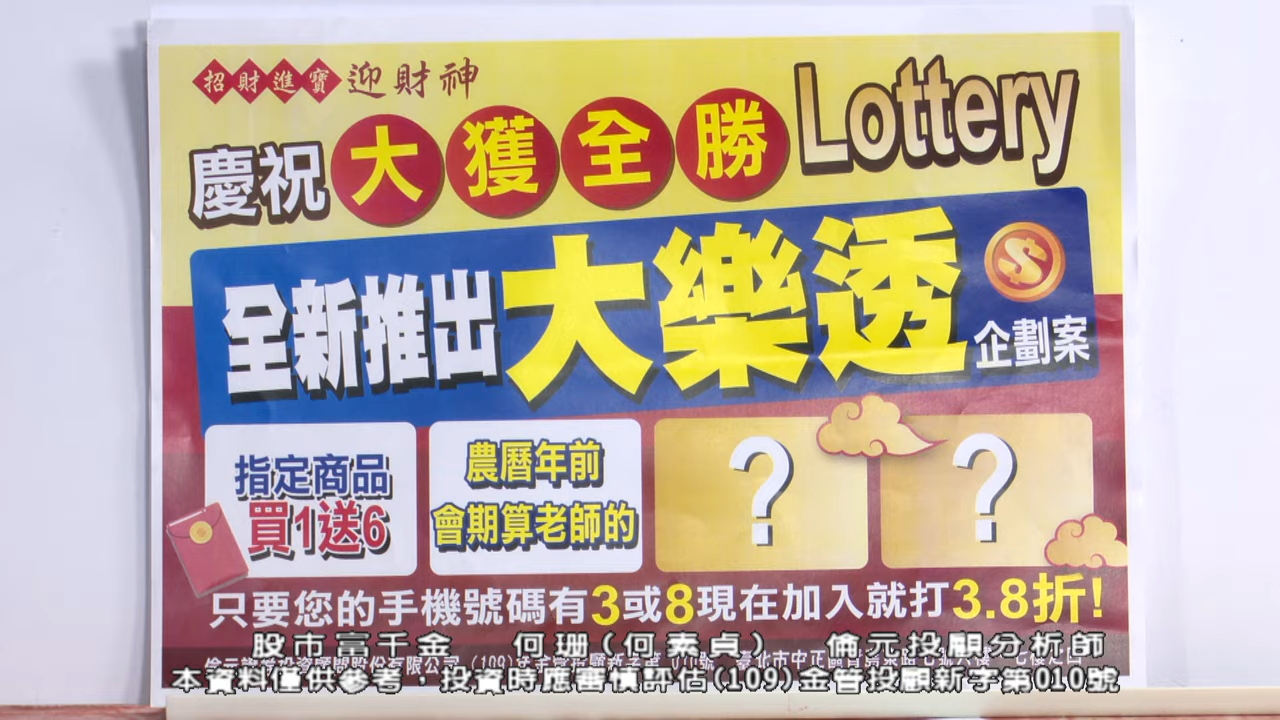 招財進寶 迎財神
慶祝大獲全勝 Lottery
全新推出大樂透企劃案
指定商品
買1送6
農曆年前
會期算老師的
?
?
只要您的手機號碼有3或8現在加入就打3.8折!
股市富千金 何珊(何素貞) 倫元投顧分析師
本資料僅供參考,投資時應審慎評估(109)金管投顧新字第010號